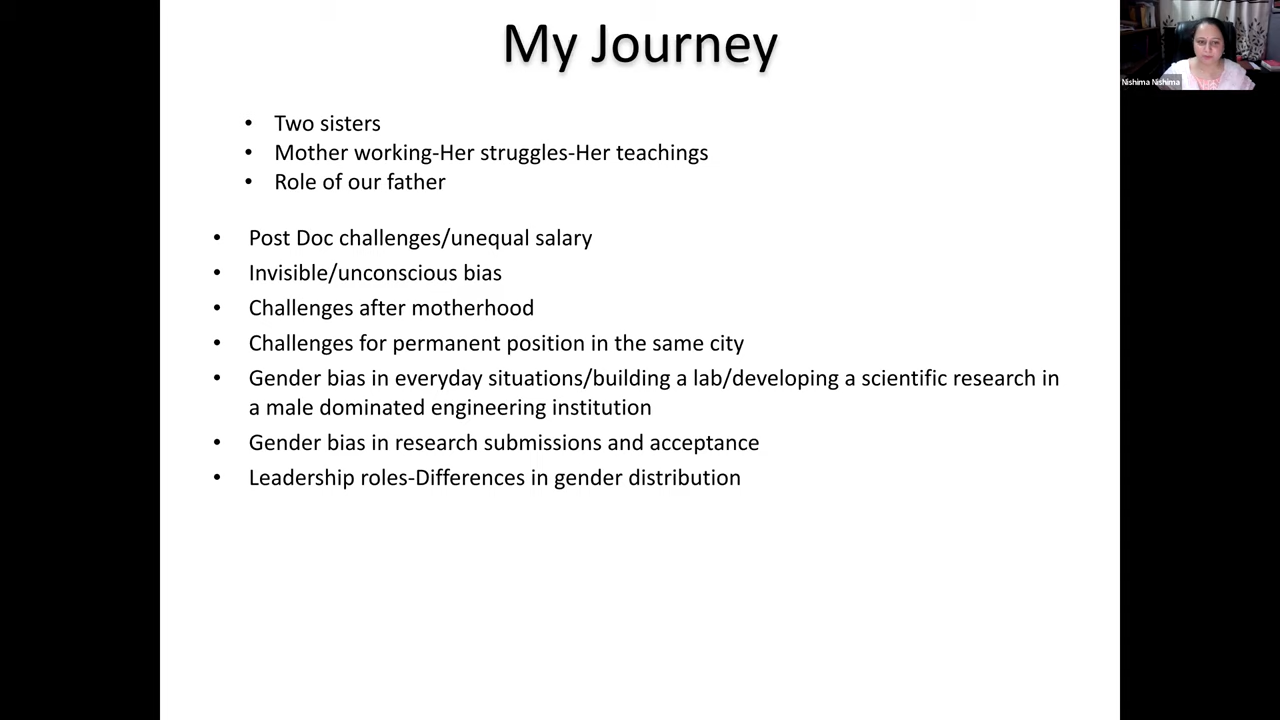 My Journey
Nishima Nishima
• Two sisters
• Mother working-Her struggles-Her teachings
• Role of our father
• Post Doc challenges/unequal salary
• Invisible/unconscious bias
• Challenges after motherhood
• Challenges for permanent position in the same city
• Gender bias in everyday situations/building a lab/developing a scientific research in
a male dominated engineering institution
• Gender bias in research submissions and acceptance
• Leadership roles-Differences in gender distribution